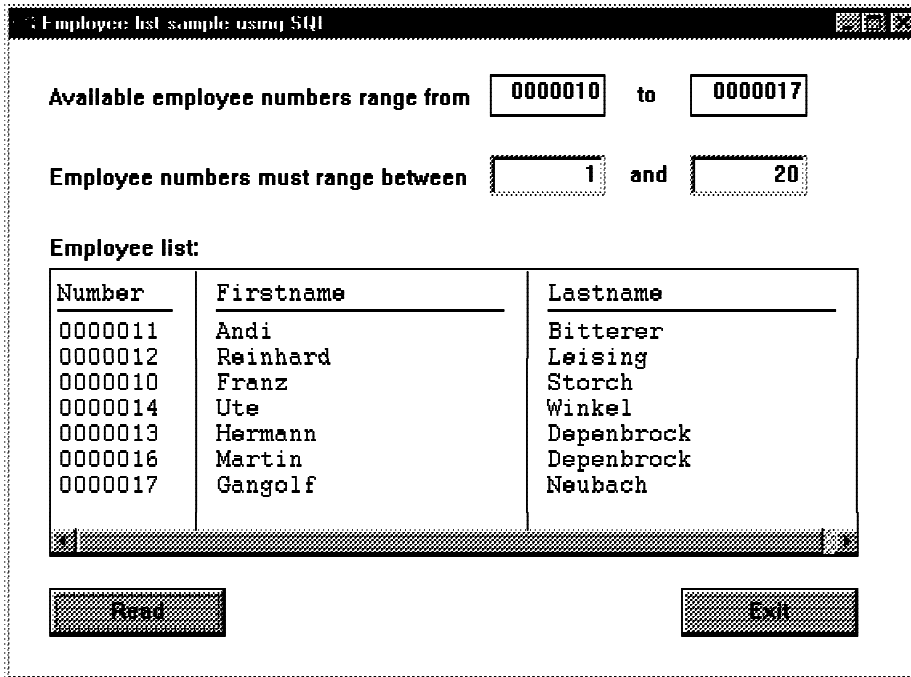 Employee list sample using SQL
Available employee numbers range from 0000010 to 0000017
Employee numbers must range between 1 and 20
Employee list:
Number Firstname Lastname
0000011 Andi Bitterer
0000012 Reinhard Leising
0000010 Franz Storch
0000014 Ute Winkel
0000013 Hermann Depenbrock
0000016 Martin Depenbrock
0000017 Gangolf Neubach
Read Exit